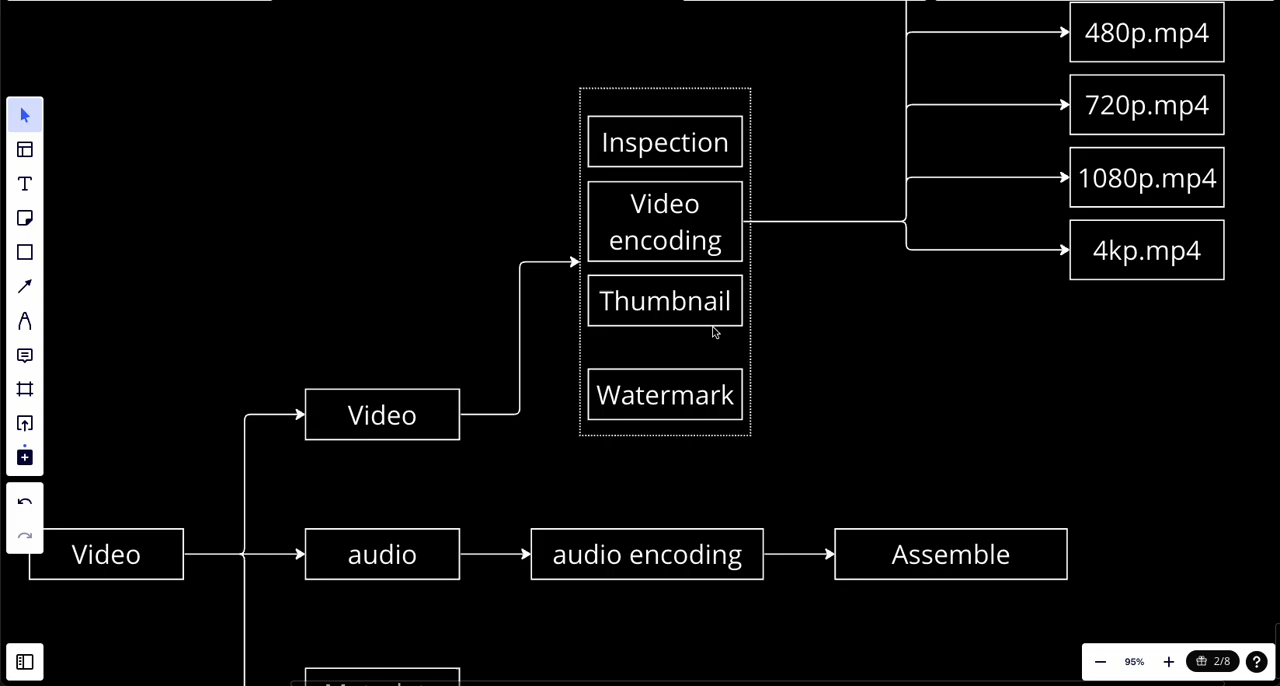 480p.mp4
720p.mp4
1080p.mp4
4kp.mp4
Inspection
Video
encoding
Thumbnail
Watermark
Video
Video
audio
audio encoding
Assemble
95%
2/8